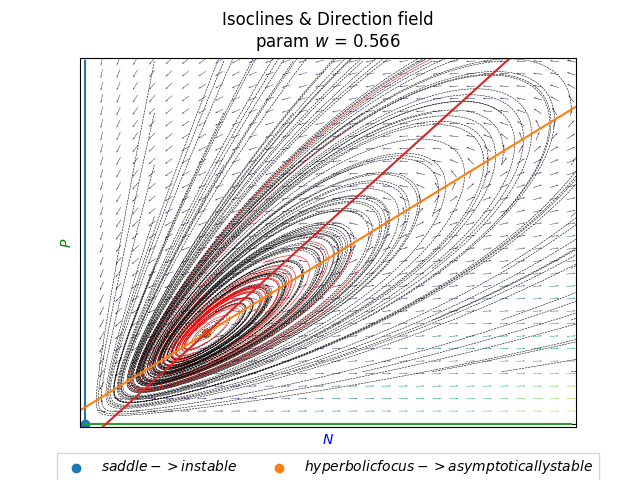 Isoclines & Direction field
param w = 0.566
P
N
saddle−>instable
hyperbolicfocus−>asymptoticallystable